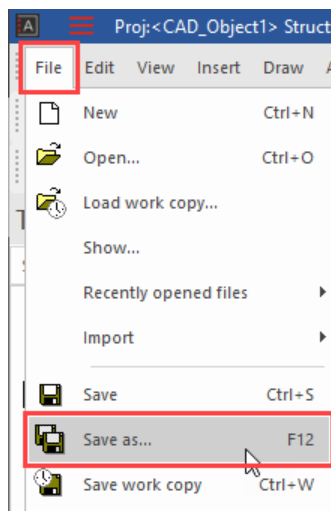 A Proj:<CAD_Object1> Struct
File Edit View Insert Draw
New Ctrl+N
Open... Ctrl+O
Load work copy...
Show...
Recently opened files
Import
Save Ctrl+S
Save as... F12
Save work copy Ctrl+W